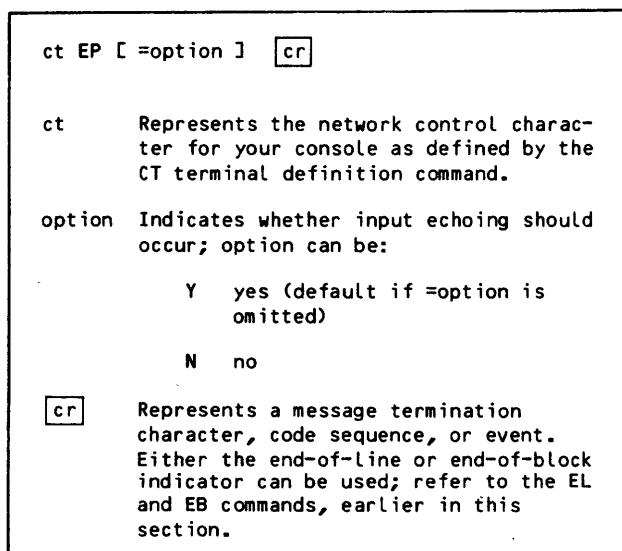 ct EP [ =option ] cr
ct Represents the network control charac-
ter for your console as defined by the
CT terminal definition command.
option Indicates whether input echoing should
occur; option can be:
Y yes (default if =option is
omitted)
N no
cr Represents a message termination
character, code sequence, or event.
Either the end-of-line or end-of-block
indicator can be used; refer to the EL
and EB commands, earlier in this
section.